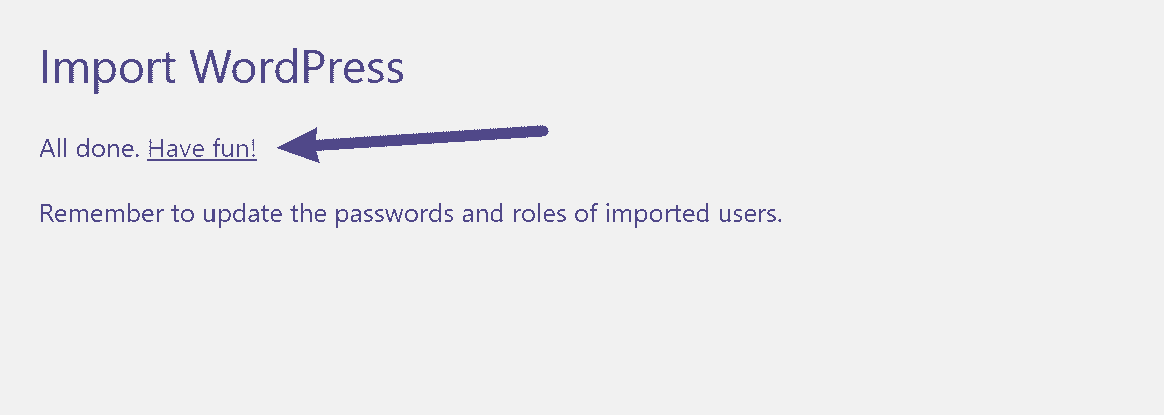 Import WordPress
All done. Have fun!
Remember to update the passwords and roles of imported users.